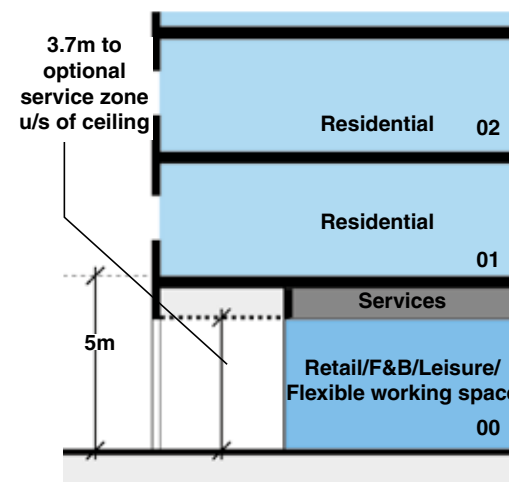 3.7m to
optional
service zone
u/s of ceiling
Residential 02
Residential
01
Services
5m
Retail/F&B/Leisure/
Flexible working space
00